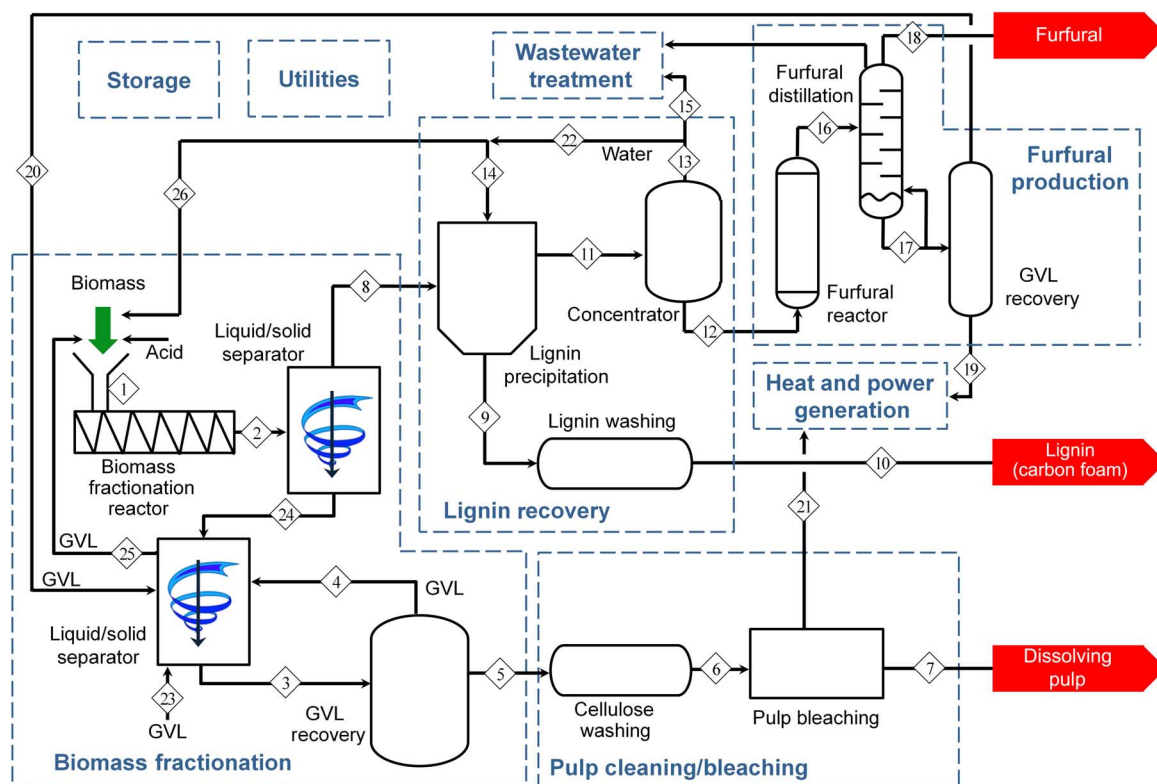 18
Furfural
Storage
Utilities
Wastewater
treatment
Furfural
distillation
15
16
20
22
Water
26
14
13
Furfural
production
11
17
Biomass
8
GVL
recovery
Concentrator
12
Furfural
reactor
Acid
Liquid/solid
separator
Lignin
precipitation
19
1
Heat and power
generation
9
Lignin washing
2
Biomass
fractionation
reactor
10
Lignin
(carbon foam)
24
Lignin recovery
21
GVL
25
GVL
4
GVL
Liquid/solid
separator
3
5
6
7
Dissolving
pulp
23
GVL
GVL
recovery
Cellulose
washing
Pulp bleaching
Biomass fractionation
Pulp cleaning/bleaching